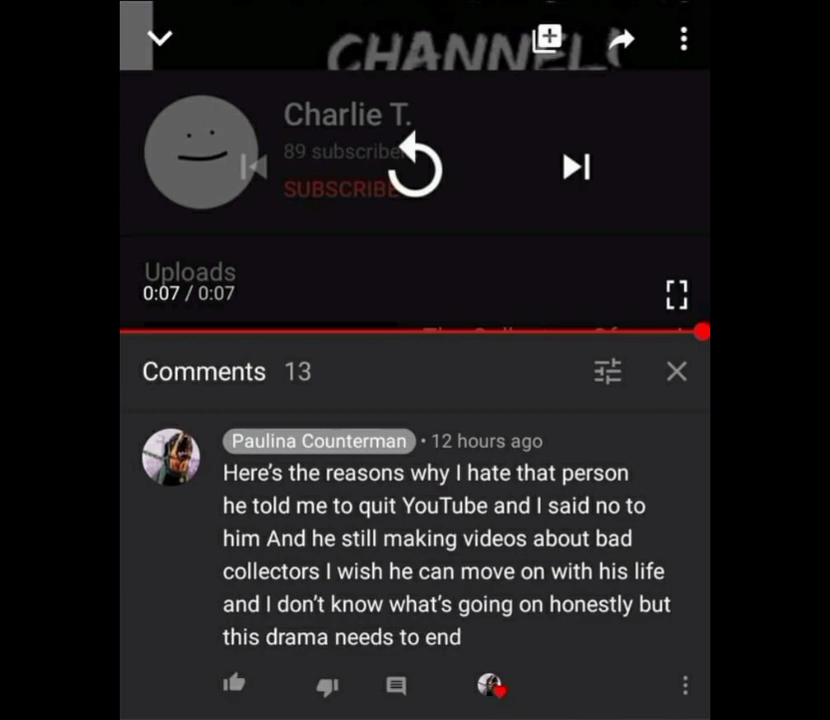 CHANNEL!
Charlie T.
89 subscribe
SUBSCRIBE
Uploads
0:07 / 0:07
Comments 13
Paulina Counterman • 12 hours ago
Here's the reasons why I hate that person
he told me to quit YouTube and I said no to
him And he still making videos about bad
collectors I wish he can move on with his life
and I don't know what's going on honestly but
this drama needs to end